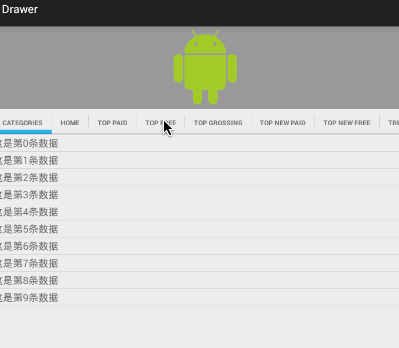 Drawer
CATEGORIES HOME TOP PAID TOP FREE TOP GROSSING TOP NEW PAID TOP NEW FREE
这是第0条数据
这是第1条数据
这是第2条数据
这是第3条数据
这是第4条数据
这是第5条数据
这是第6条数据
这是第7条数据
这是第8条数据
这是第9条数据